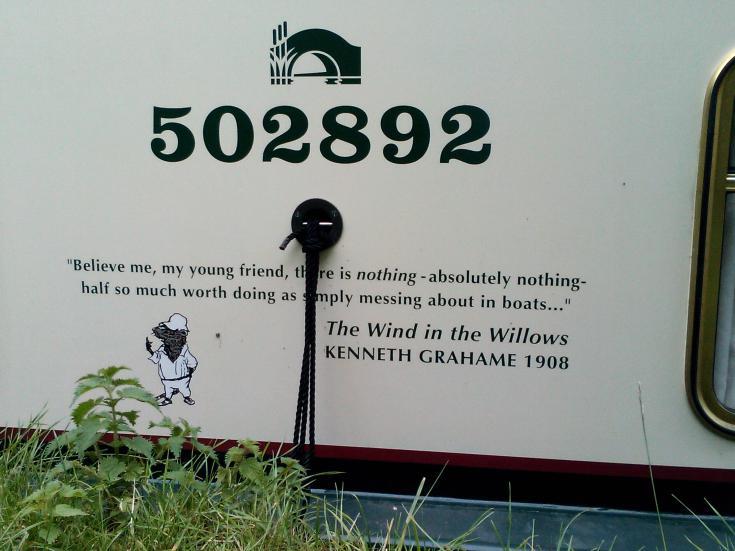 502892
"Believe me, my young friend, there is nothing - absolutely nothing-
half so much worth doing as simply messing about in boats..."
The Wind in the Willows
KENNETH GRAHAME 1908